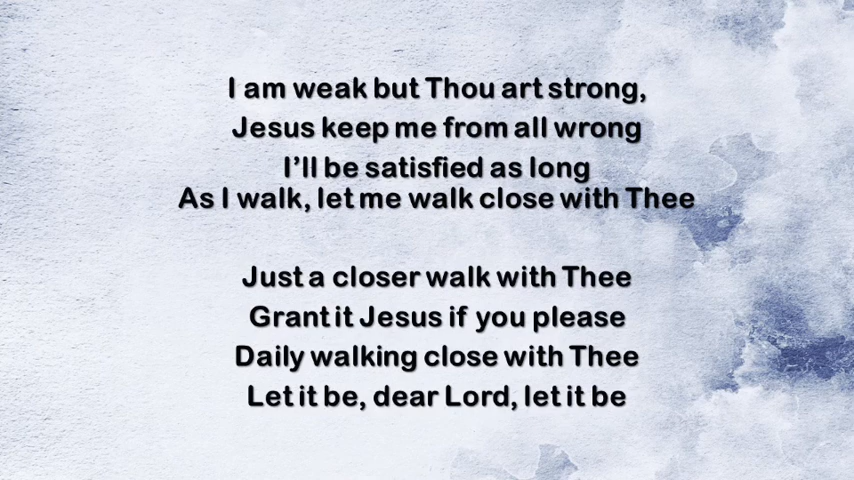 I am weak but Thou art strong,
Jesus keep me from all wrong
I’ll be satisfied as long
As I walk, let me walk close with Thee
Just a closer walk with Thee
Grant it Jesus if you please
Daily walking close with Thee
Let it be, dear Lord, let it be